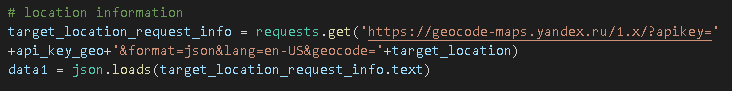 # location information
target_location_request_info = requests.get('https://geocode-maps.yandex.ru/1.x/?apikey='
+api_key_geo+'&format=json&lang=en-US&geocode='+target_location)
data1 = json.loads(target_location_request_info.text)